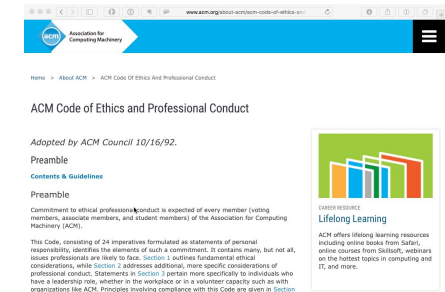 www.acm.org/about-acm/acm-code-of-ethics-and
acm
Association for
Computing Machinery
Home > About ACM > ACM Code Of Ethics And Professional Conduct
ACM Code of Ethics and Professional Conduct
Adopted by ACM Council 10/16/92.
Preamble
Contents & Guidelines
Preamble
Commitment to ethical professional conduct is expected of every member (voting
members, associate members, and student members) of the Association for Computing
Machinery (ACM).
This Code, consisting of 24 imperatives formulated as statements of personal
responsibility, identifies the elements of such a commitment. It contains many, but not all,
issues professionals are likely to face. Section 1 outlines fundamental ethical
considerations, while Section 2 addresses additional, more specific considerations of
professional conduct. Statements in Section 3 pertain more specifically to individuals who
have a leadership role, whether in the workplace or in a volunteer capacity such as with
organizations like ACM. Principles involving compliance with this Code are given in Section
CAREER RESOURCE
Lifelong Learning
ACM offers lifelong learning resources
including online books from Safari,
online courses from Skillsoft, webinars
on the hottest topics in computing and
IT, and more.